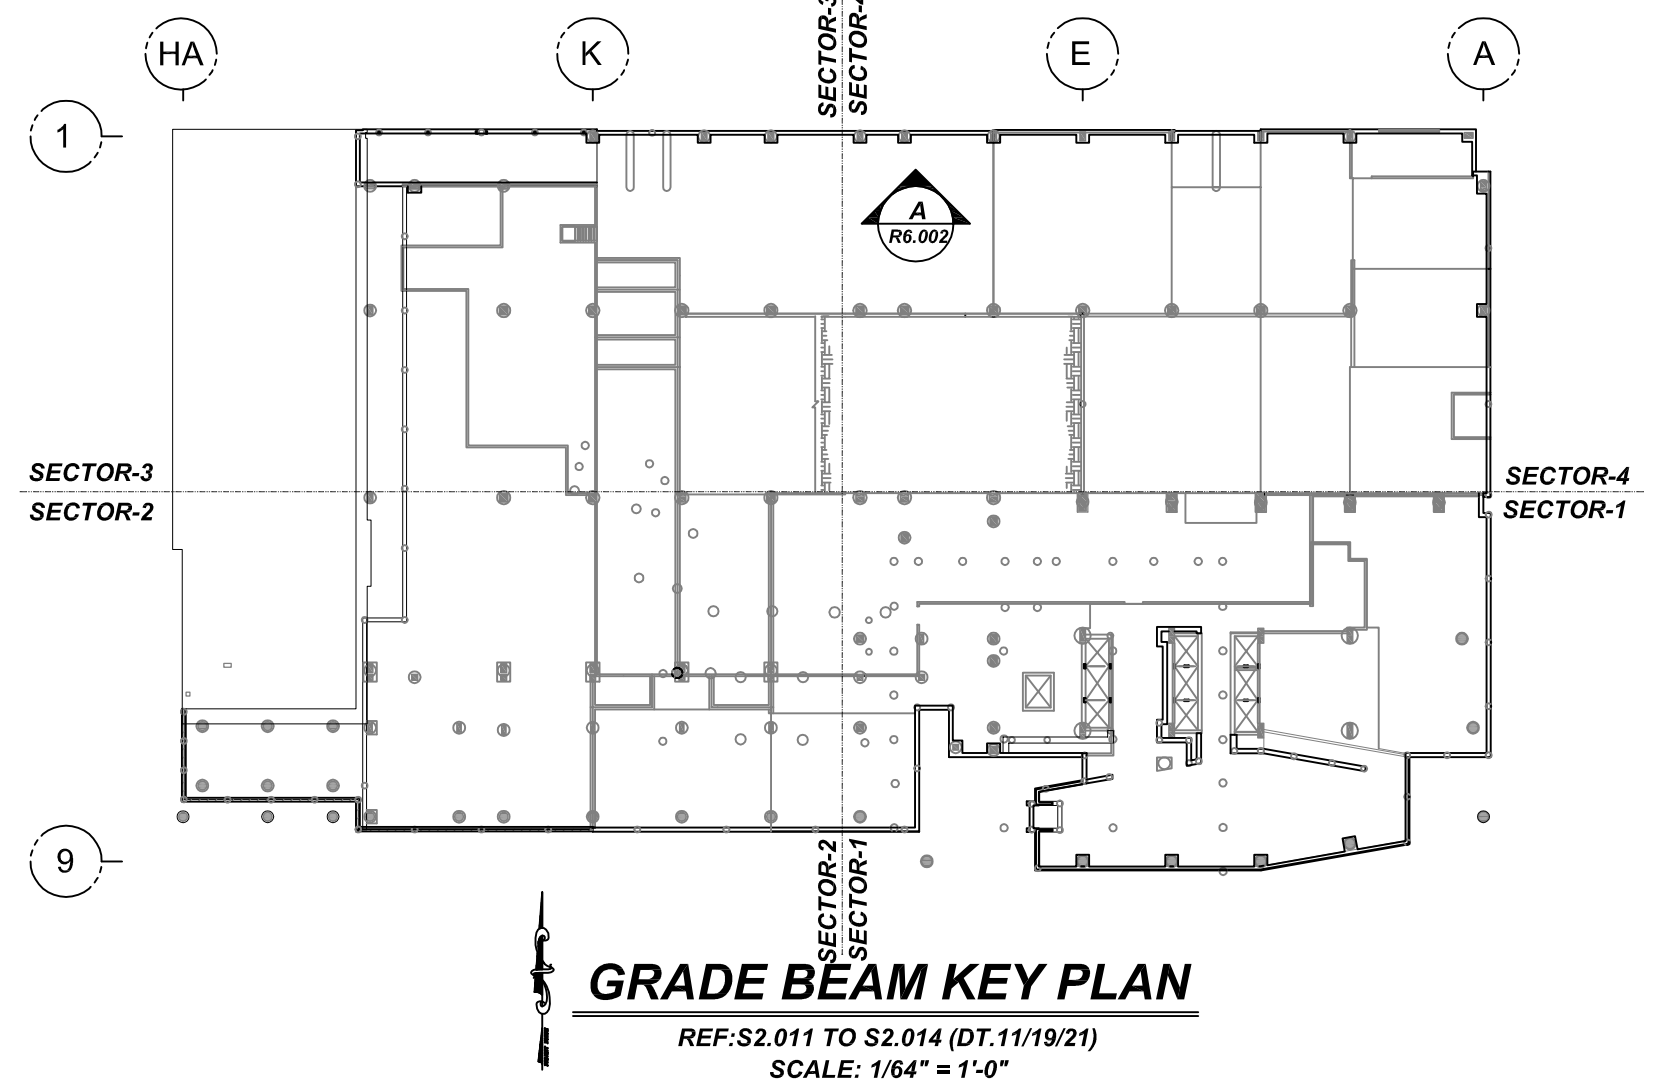 SECTOR-3
SECTOR-4
HA
K
E
A
1
A
R6.002
SECTOR-3
SECTOR-4
SECTOR-2
SECTOR-1
9
SECTOR-2
SECTOR-1
GRADE BEAM KEY PLAN
REF:S2.011 TO S2.014 (DT.11/19/21)
SCALE: 1/64" = 1'-0"